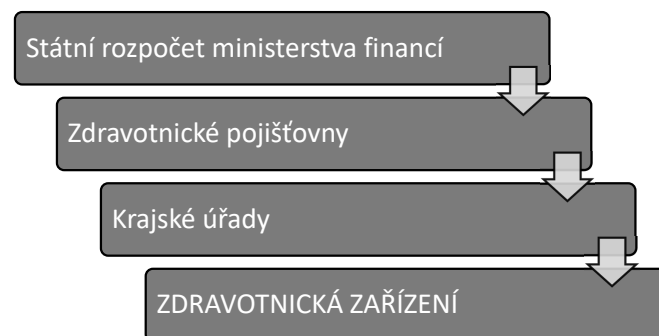 Státní rozpočet ministerstva financí
Zdravotnické pojišťovny
Krajské úřady
ZDRAVOTNICKÁ ZAŘÍZENÍ